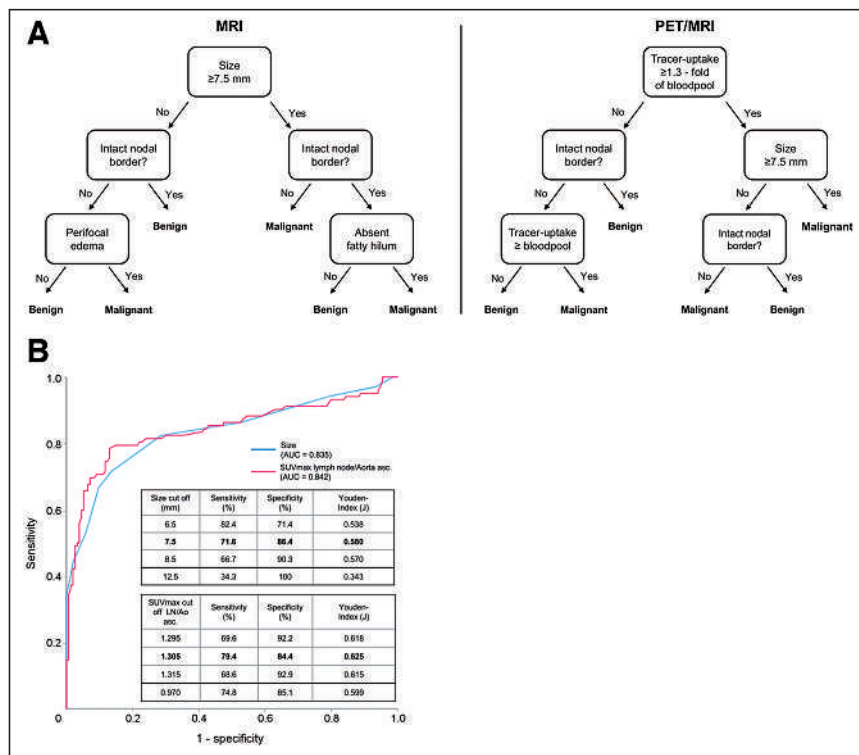 A
MRI
Size
≥7.5 mm
No
Yes
Intact nodal
border?
Intact nodal
border?
No
Yes
No
Yes
Benign
Malignant
Perifocal
edema
Absent
fatty hilum
No
Yes
No
Yes
Benign
Malignant
Benign
Malignant
PET/MRI
Tracer-uptake
≥1.3 - fold
of bloodpool
No
Yes
Intact nodal
border?
Size
≥7.5 mm
No
Yes
No
Yes
Benign
Malignant
Tracer-uptake
≥ bloodpool
Intact nodal
border?
No
Yes
No
Yes
Benign
Malignant
Malignant
Benign
B
1.0
0.8
0.6
0.4
0.2
0
0.2
0.4
0.6
0.8
1.0
Sensitivity
1 - specificity
Size
(AUC = 0.835)
SUVmax lymph node/Aorta asc.
(AUC = 0.842)
Size cut off (mm) Sensitivity (%) Specificity (%) Youden-Index (J)
6.5 82.4 71.4 0.538
7.5 71.6 86.4 0.580
8.5 66.7 90.3 0.570
12.5 34.3 100 0.343
SUVmax cut off LN/Ao asc. Sensitivity (%) Specificity (%) Youden-Index (J)
1.295 69.6 92.2 0.618
1.305 79.4 84.4 0.625
1.315 68.6 92.9 0.615
0.970 74.8 85.1 0.599